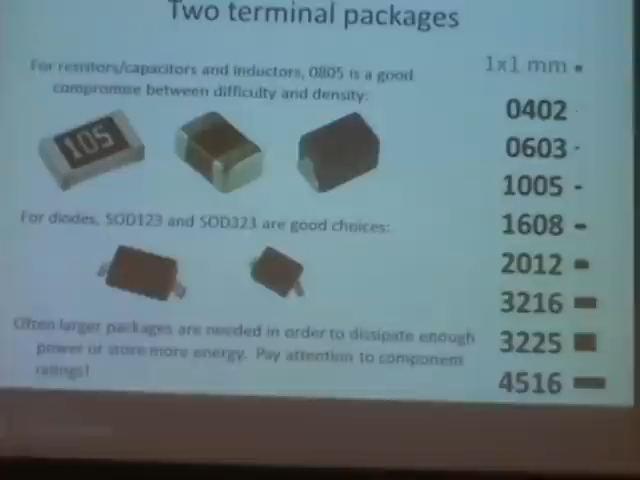 Two terminal packages
For resistors/capacitors and inductors, 0805 is a good
compromise between difficulty and density:
105
For diodes, SOD123 and SOD323 are good choices:
Often larger packages are needed in order to dissipate enough
power or store more energy. Pay attention to component
ratings!
1x1 mm
0402
0603
1005
1608
2012
3216
3225
4516